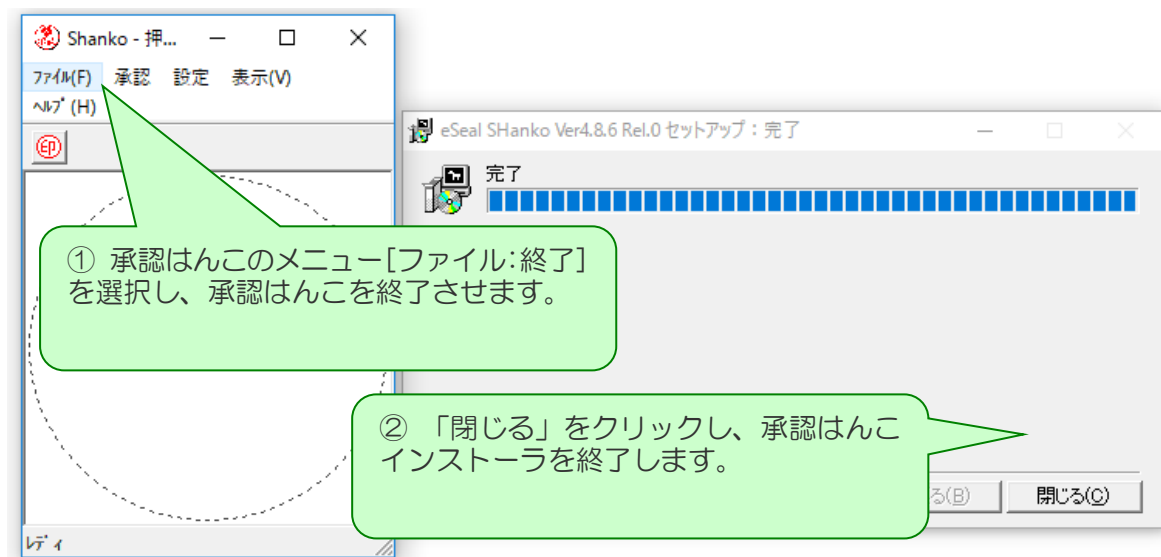 Shanko - 押...
ﾌｧｲﾙ(F) 承認 設定 表示(V)
ﾍﾙﾌﾟ(H)
印
eSeal SHanko Ver4.8.6 Rel.0 セットアップ：完了
完了
① 承認はんこのメニュー[ファイル:終了]
を選択し、承認はんこを終了させます。
② 「閉じる」をクリックし、承認はんこ
インストーラを終了します。
る(B) 閉じる(C)
ﾚﾃﾞｨ